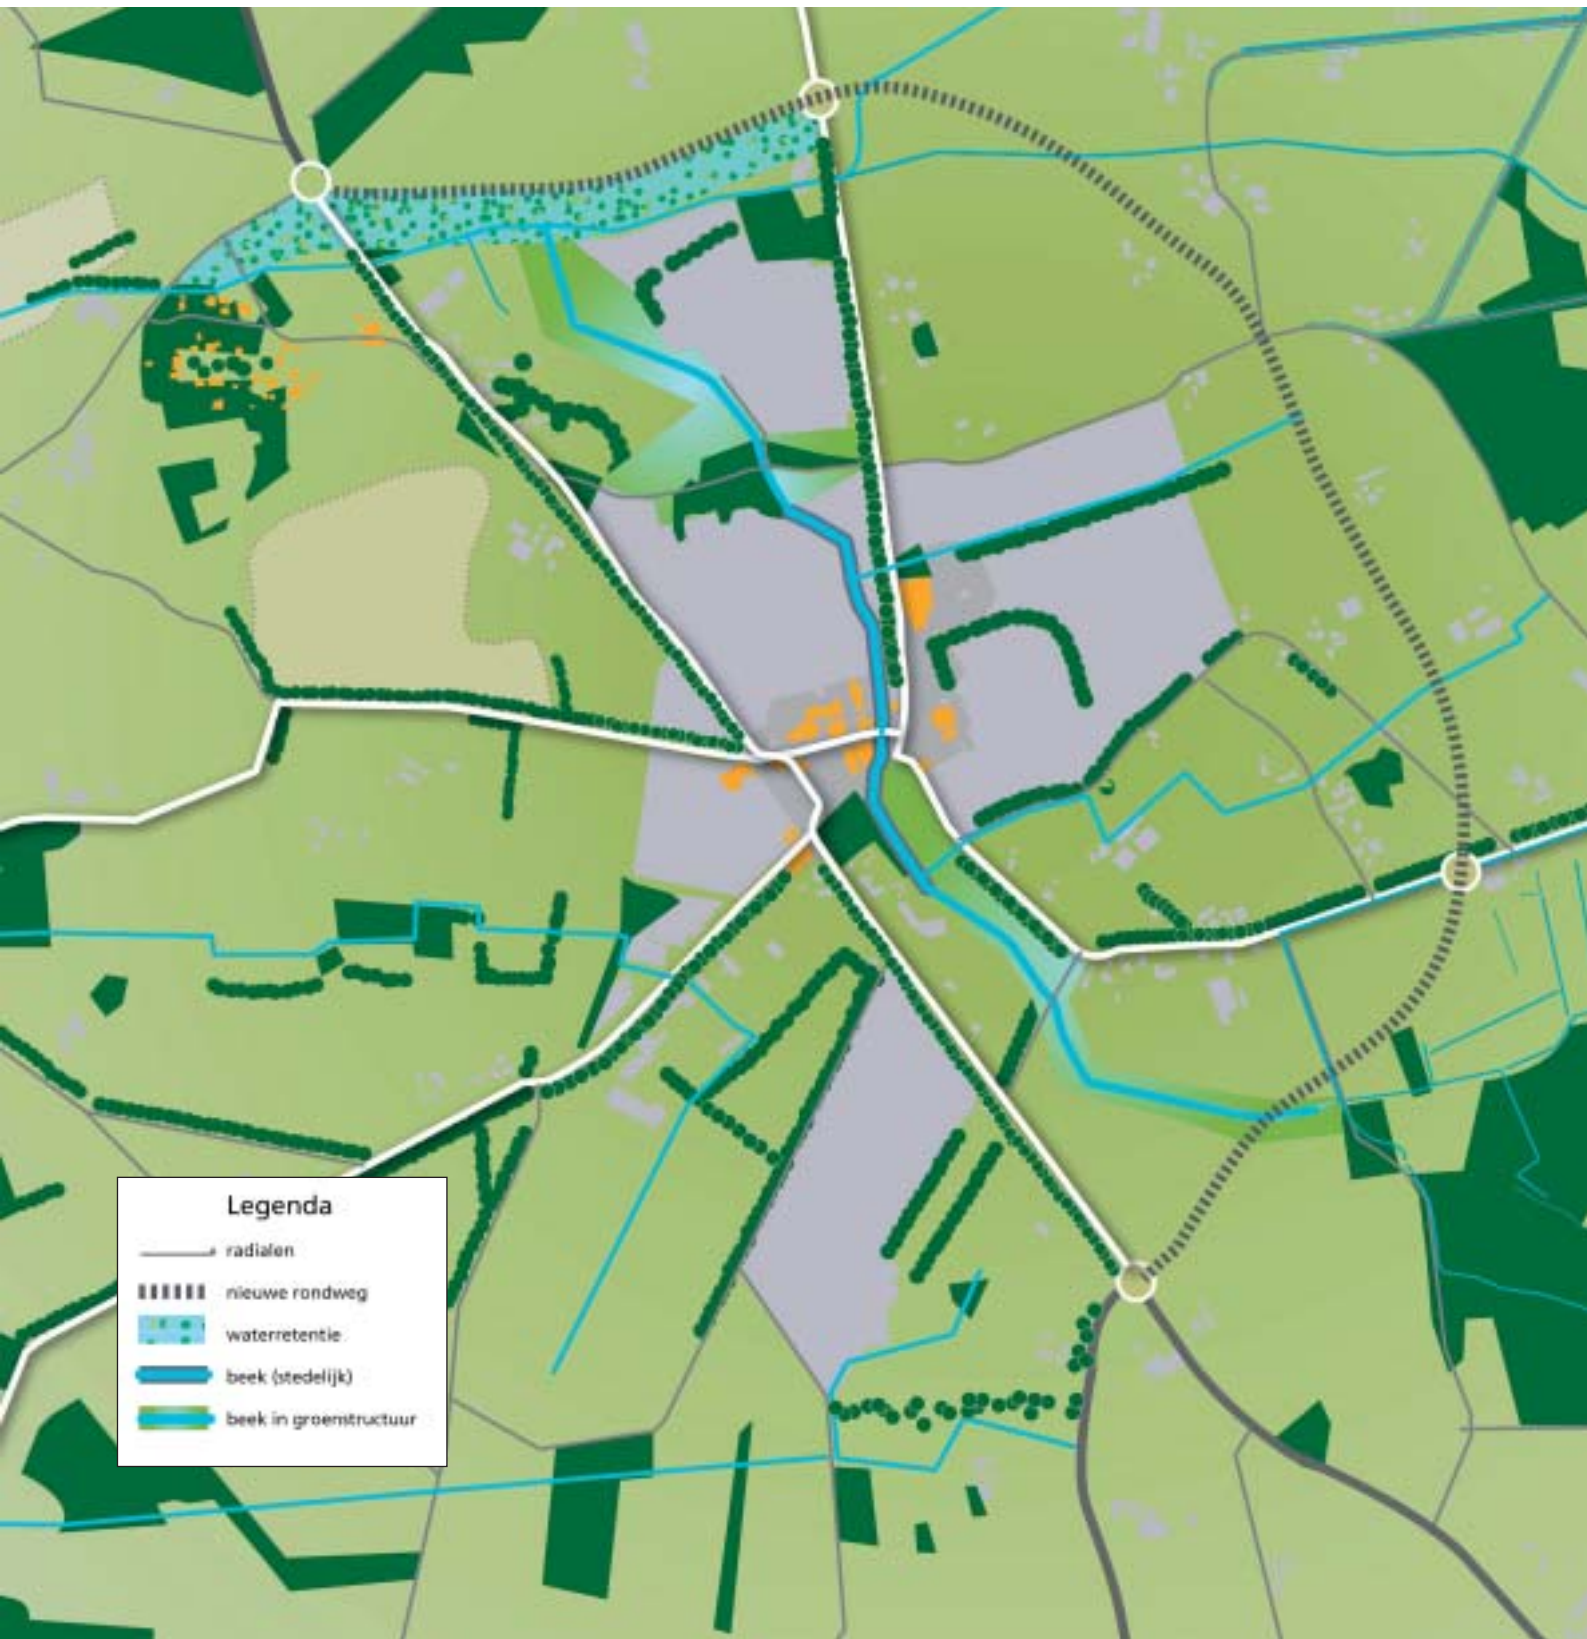 Legenda
radialen
nieuwe rondweg
waterretentie
beek (stedelijk)
beek in groenstructuur